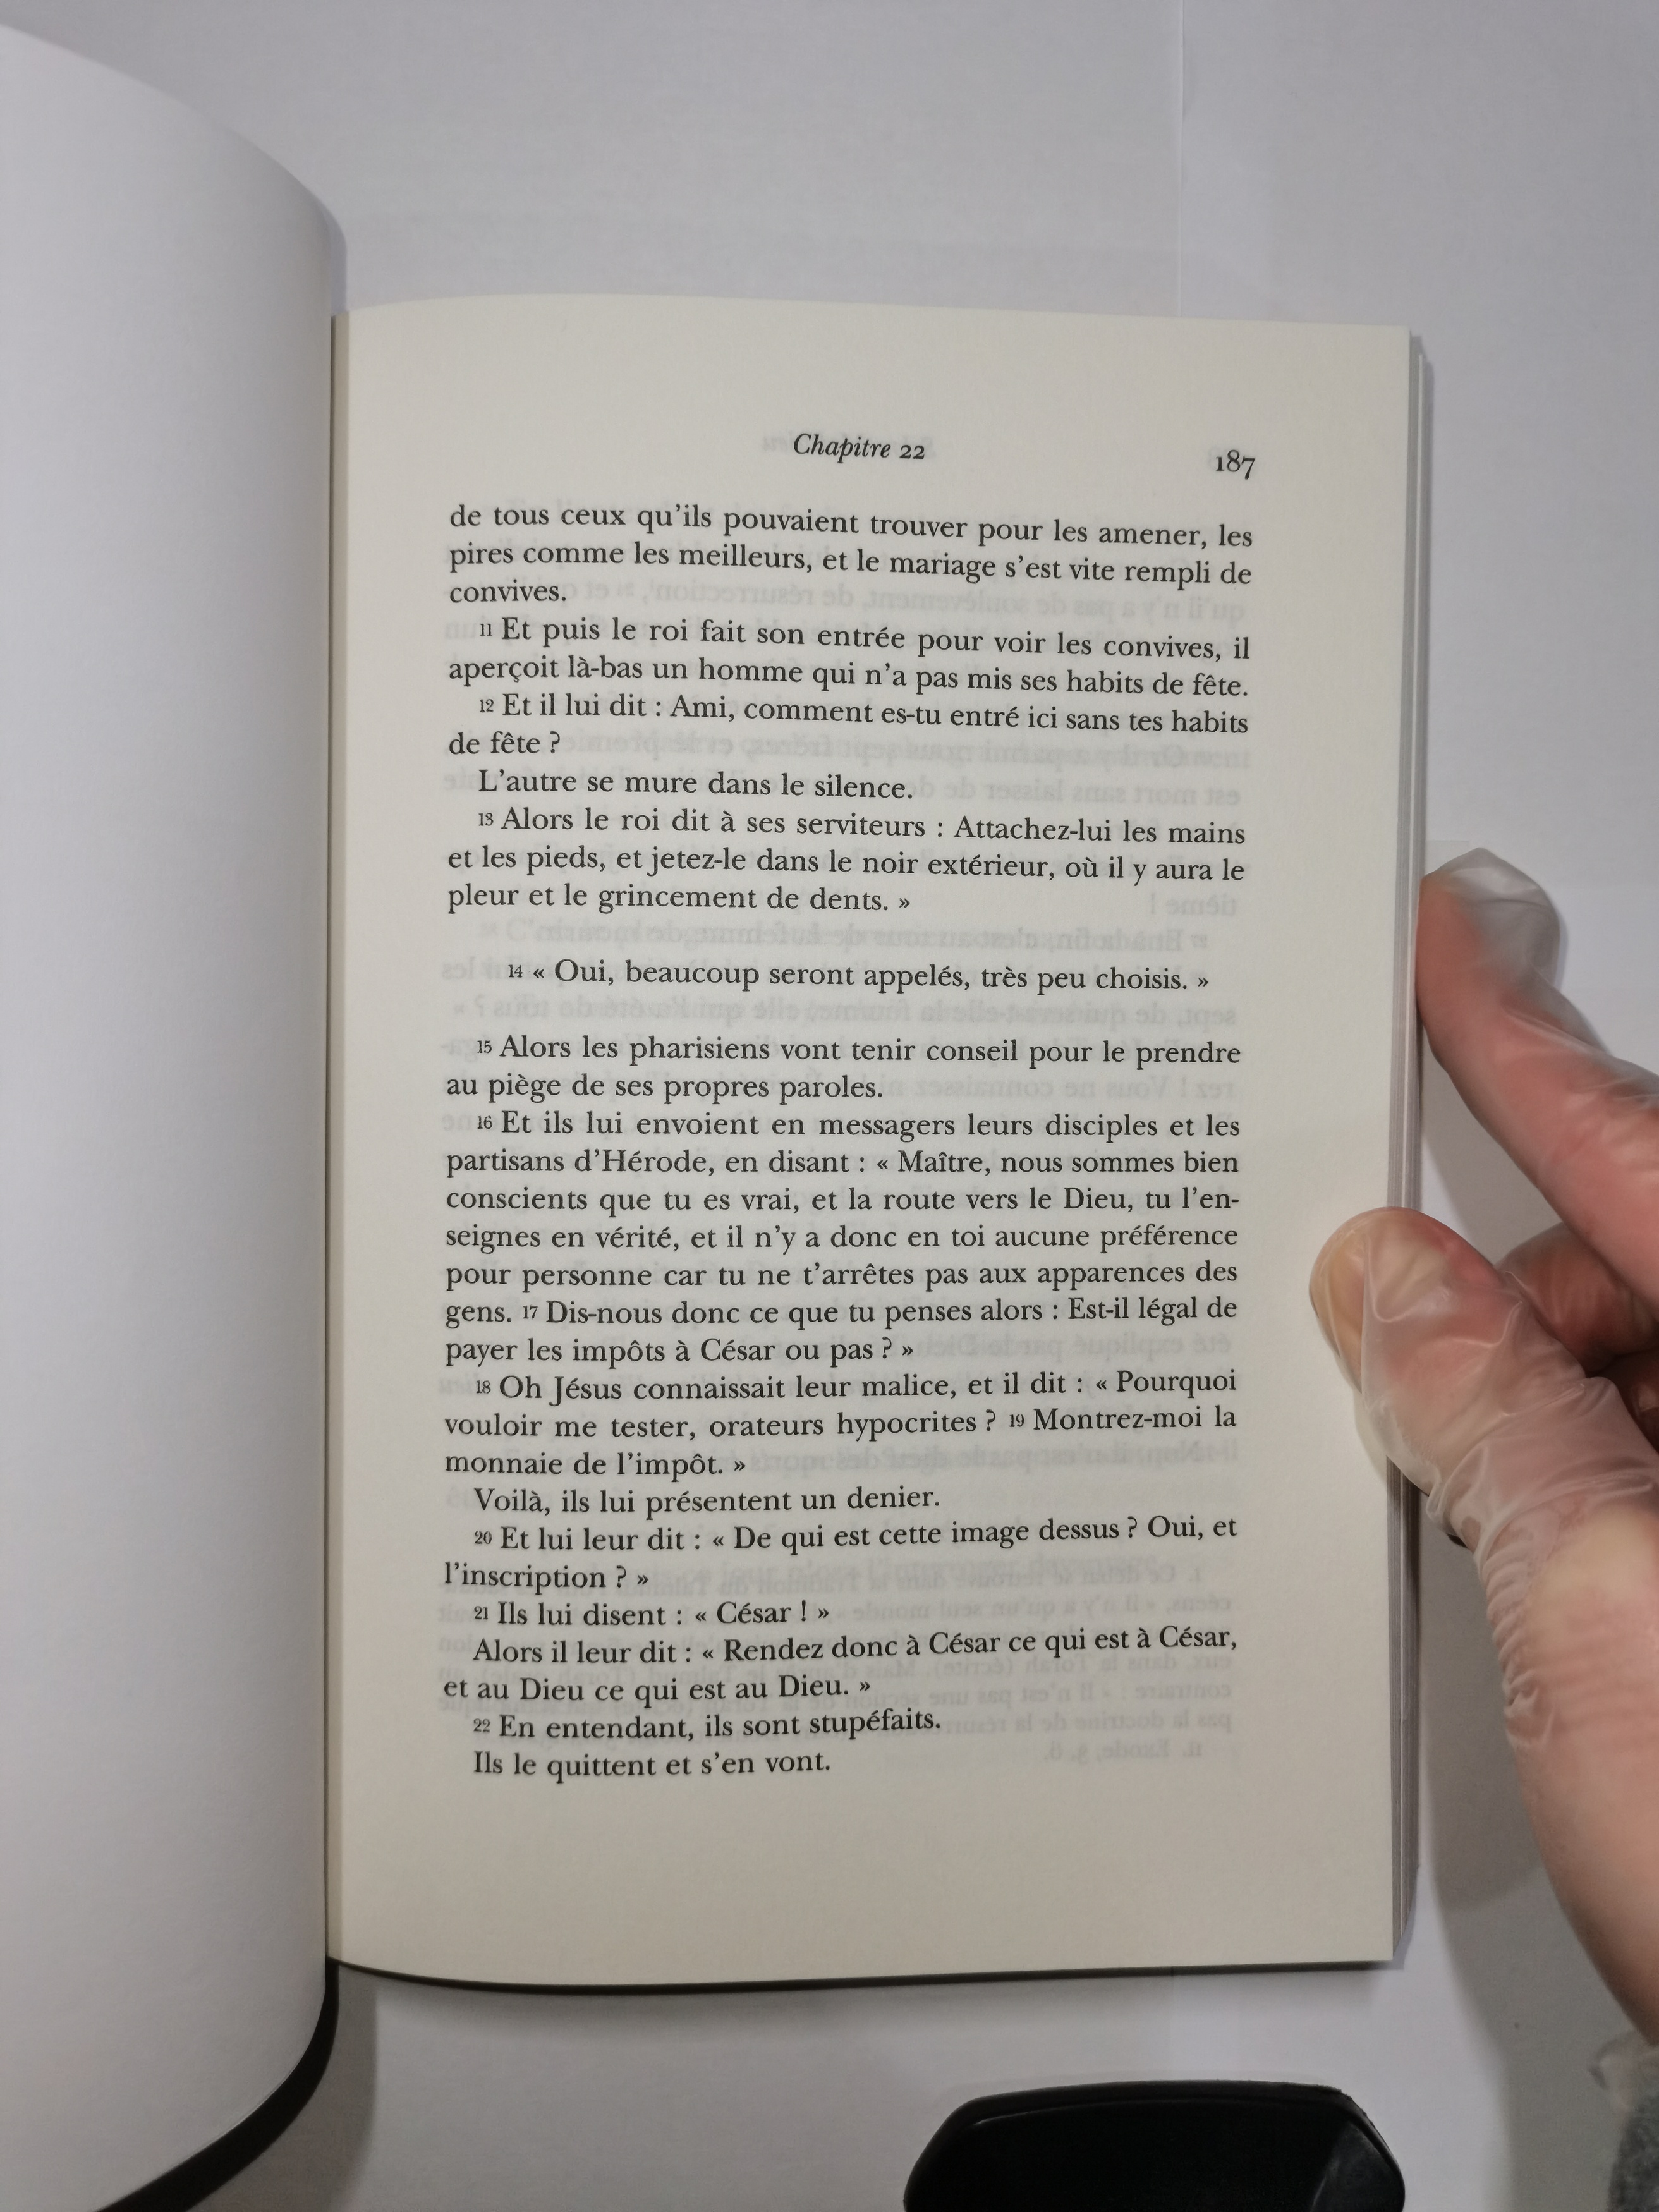 Chapitre 22
187
de tous ceux qu'ils pouvaient trouver pour les amener, les
pires comme les meilleurs, et le mariage s'est vite rempli de
convives.
11 Et puis le roi fait son entrée pour voir les convives, il
aperçoit là-bas un homme qui n'a pas mis ses habits de fête.
12 Et il lui dit : Ami, comment es-tu entré ici sans tes habits
de fête ?
L'autre se mure dans le silence.
13 Alors le roi dit à ses serviteurs : Attachez-lui les mains
et les pieds, et jetez-le dans le noir extérieur, où il y aura le
pleur et le grincement de dents. »
14 « Oui, beaucoup seront appelés, très peu choisis. »
15 Alors les pharisiens vont tenir conseil pour le prendre
au piège de ses propres paroles.
16 Et ils lui envoient en messagers leurs disciples et les
partisans d'Hérode, en disant : « Maître, nous sommes bien
conscients que tu es vrai, et la route vers le Dieu, tu l'en-
seignes en vérité, et il n'y a donc en toi aucune préférence
pour personne car tu ne t'arrêtes pas aux apparences des
gens. 17 Dis-nous donc ce que tu penses alors : Est-il légal de
payer les impôts à César ou pas ? »
18 Oh Jésus connaissait leur malice, et il dit : « Pourquoi
vouloir me tester, orateurs hypocrites ? 19 Montrez-moi la
monnaie de l'impôt. »
Voilà, ils lui présentent un denier.
20 Et lui leur dit : « De qui est cette image dessus ? Oui, et
l'inscription ? »
21 Ils lui disent : « César ! »
Alors il leur dit : « Rendez donc à César ce qui est à César,
et au Dieu ce qui est au Dieu. »
22 En entendant, ils sont stupéfaits.
Ils le quittent et s'en vont.